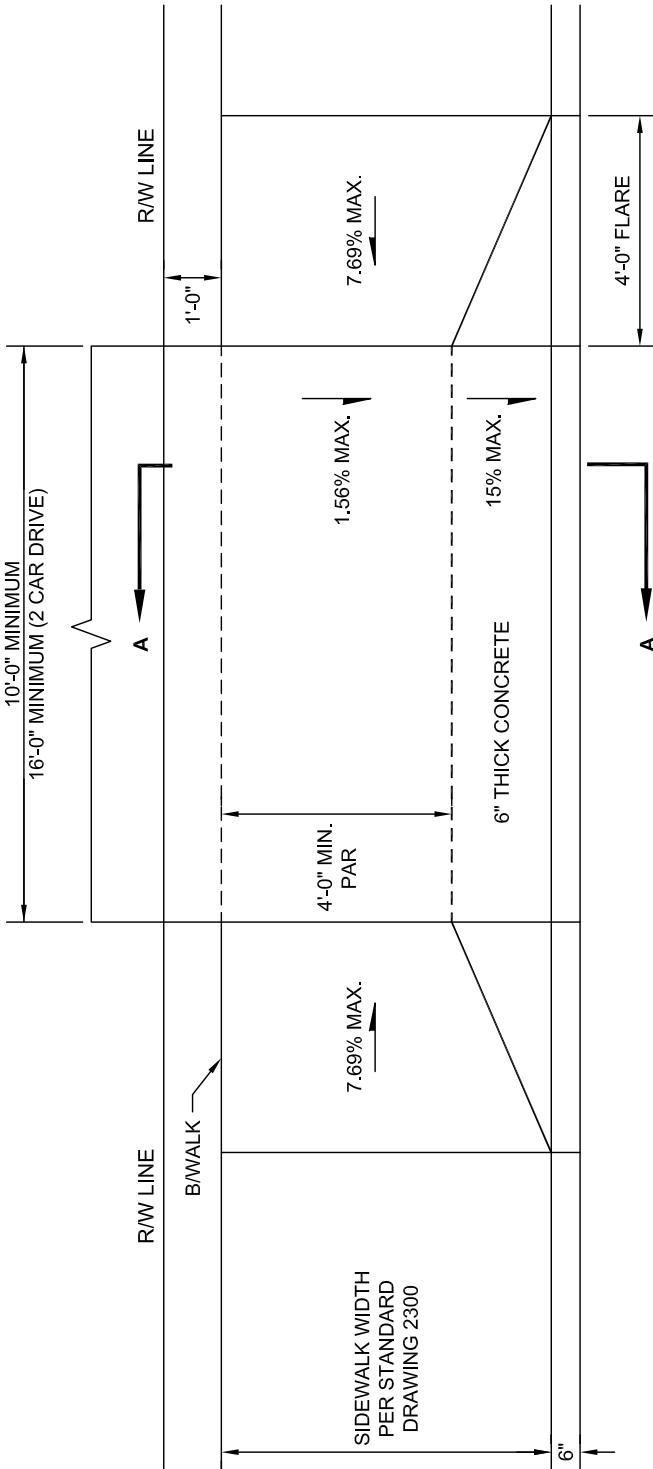 10'-0" MINIMUM
16'-0" MINIMUM (2 CAR DRIVE)
R/W LINE
R/W LINE
1'-0"
A
B/WALK
7.69% MAX.
4'-0" MIN.
PAR
1.56% MAX.
7.69% MAX.
SIDEWALK WIDTH
PER STANDARD
DRAWING 2300
6" THICK CONCRETE
15% MAX.
6"
A
4'-0" FLARE